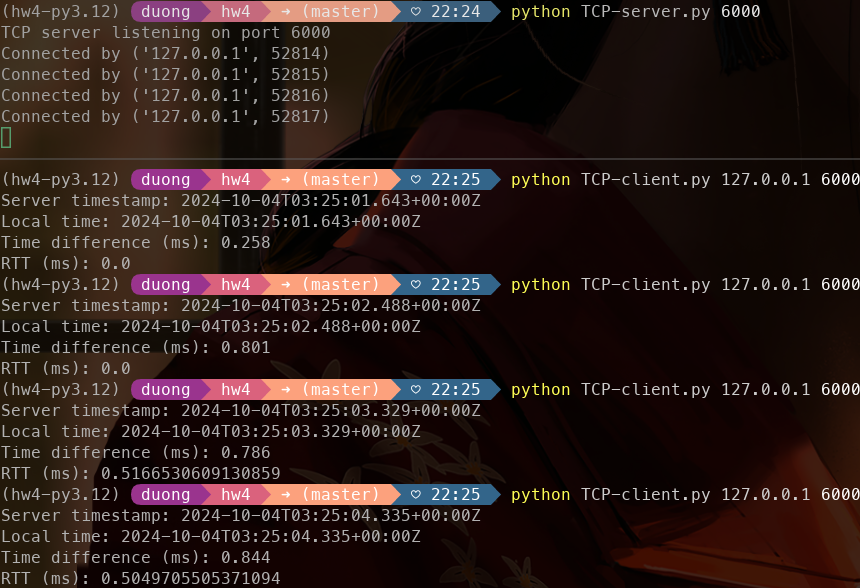 (hw4-py3.12) duong hw4 ➜ (master) ♡ 22:24 python TCP-server.py 6000
TCP server listening on port 6000
Connected by ('127.0.0.1', 52814)
Connected by ('127.0.0.1', 52815)
Connected by ('127.0.0.1', 52816)
Connected by ('127.0.0.1', 52817)
(hw4-py3.12) duong hw4 ➜ (master) ♡ 22:25 python TCP-client.py 127.0.0.1 6000
Server timestamp: 2024-10-04T03:25:01.643+00:00Z
Local time: 2024-10-04T03:25:01.643+00:00Z
Time difference (ms): 0.258
RTT (ms): 0.0
(hw4-py3.12) duong hw4 ➜ (master) ♡ 22:25 python TCP-client.py 127.0.0.1 6000
Server timestamp: 2024-10-04T03:25:02.488+00:00Z
Local time: 2024-10-04T03:25:02.488+00:00Z
Time difference (ms): 0.801
RTT (ms): 0.0
(hw4-py3.12) duong hw4 ➜ (master) ♡ 22:25 python TCP-client.py 127.0.0.1 6000
Server timestamp: 2024-10-04T03:25:03.329+00:00Z
Local time: 2024-10-04T03:25:03.329+00:00Z
Time difference (ms): 0.786
RTT (ms): 0.5166530609130859
(hw4-py3.12) duong hw4 ➜ (master) ♡ 22:25 python TCP-client.py 127.0.0.1 6000
Server timestamp: 2024-10-04T03:25:04.335+00:00Z
Local time: 2024-10-04T03:25:04.335+00:00Z
Time difference (ms): 0.844
RTT (ms): 0.5049705505371094